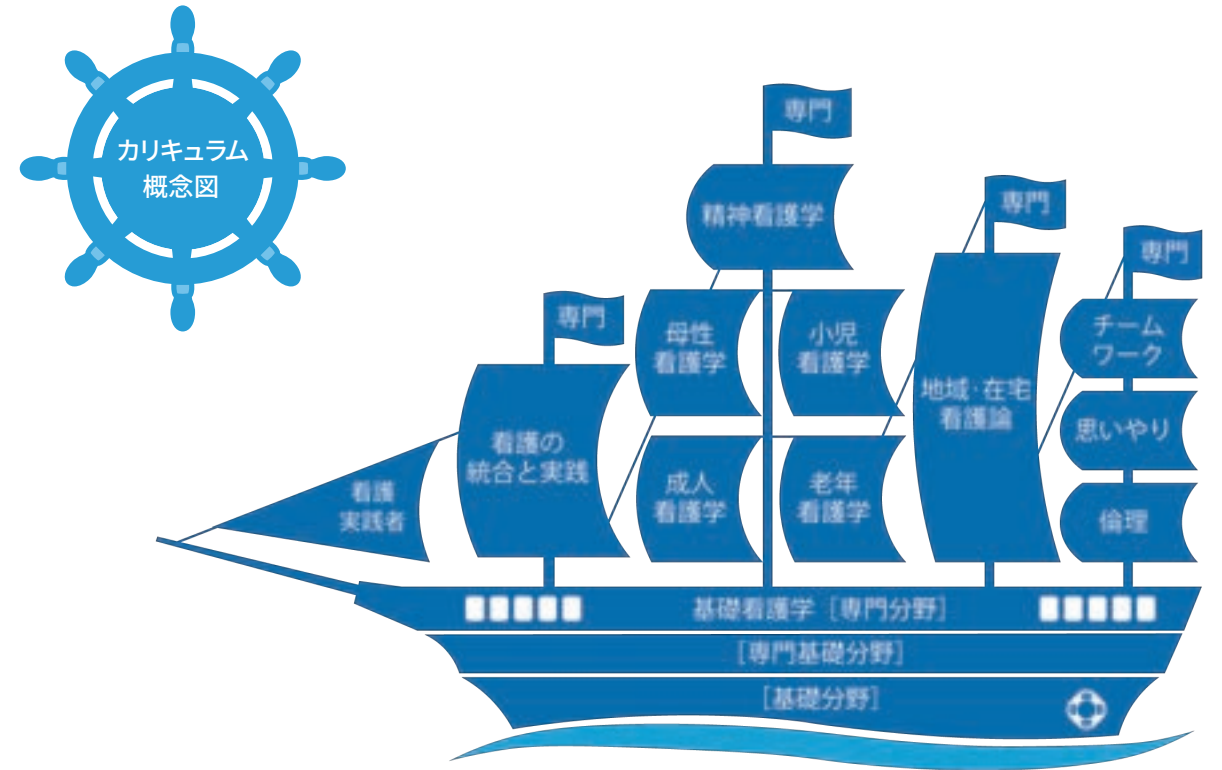 カリキュラム
概念図
専門
精神看護学
専門
専門
専門
母性
看護学
小児
看護学
チーム
ワーク
地域・在宅
看護論
思いやり
看護の
統合と実践
成人
看護学
老年
看護学
看護
実践者
倫理
基礎看護学［専門分野］
［専門基礎分野］
［基礎分野］